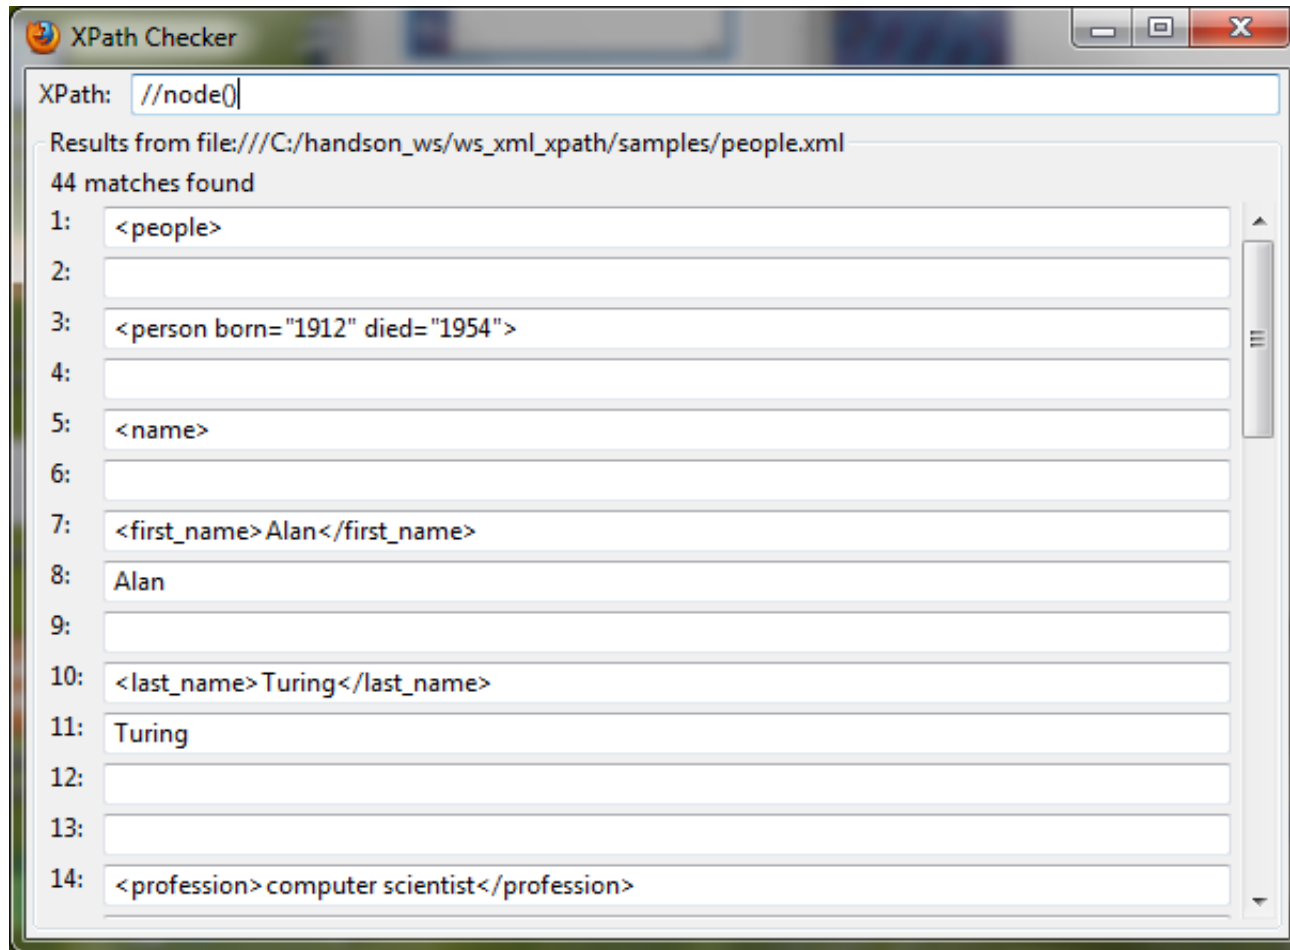 XPath Checker
XPath: //node()
Results from file:///C:/handson_ws/ws_xml_xpath/samples/people.xml
44 matches found
1: <people>
2:
3: <person born="1912" died="1954">
4:
5: <name>
6:
7: <first_name>Alan</first_name>
8: Alan
9:
10: <last_name>Turing</last_name>
11: Turing
12:
13:
14: <profession>computer scientist</profession>